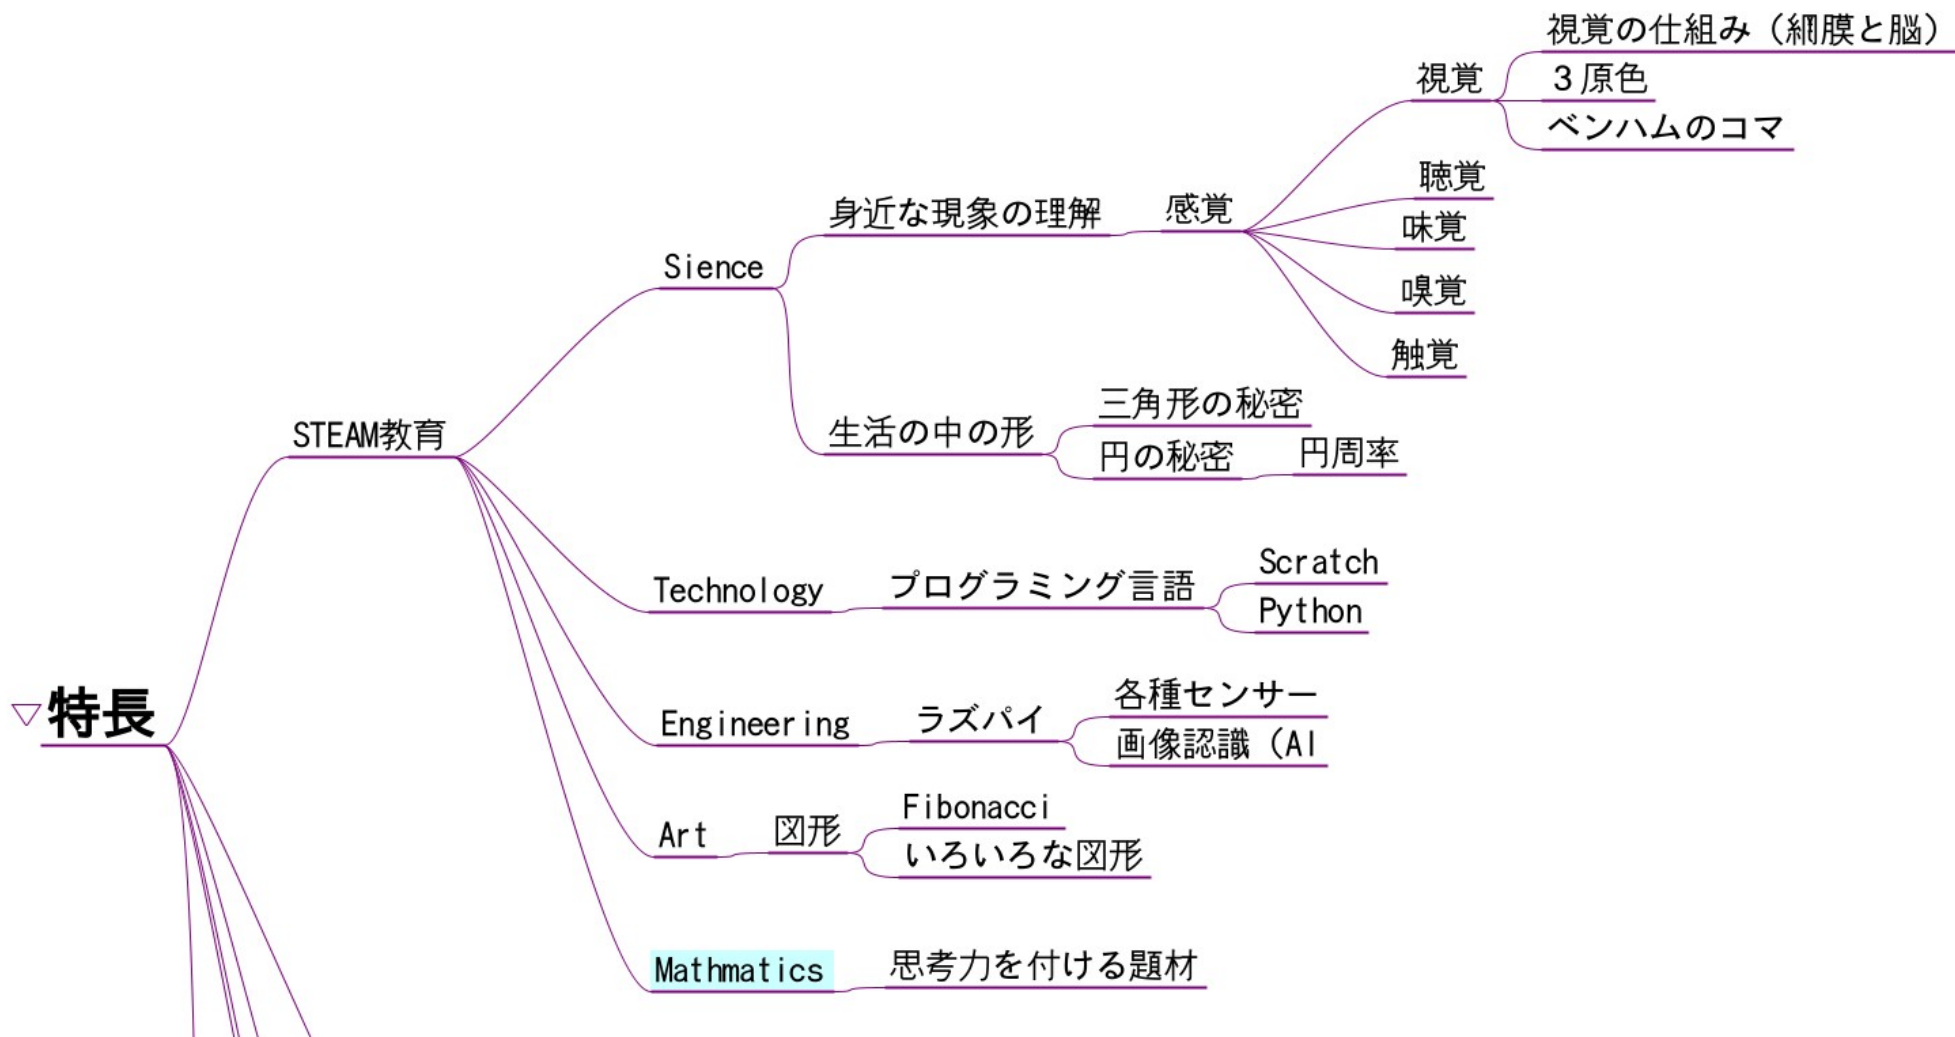 視覚の仕組み（網膜と脳）
視覚
３原色
ベンハムのコマ
聴覚
身近な現象の理解
感覚
味覚
Sience
嗅覚
触覚
三角形の秘密
STEAM教育
生活の中の形
円の秘密
円周率
Scratch
Technology
プログラミング言語
Python
特長
各種センサー
Engineering
ラズパイ
画像認識（AI
Fibonacci
Art
図形
いろいろな図形
Mathmatics
思考力を付ける題材